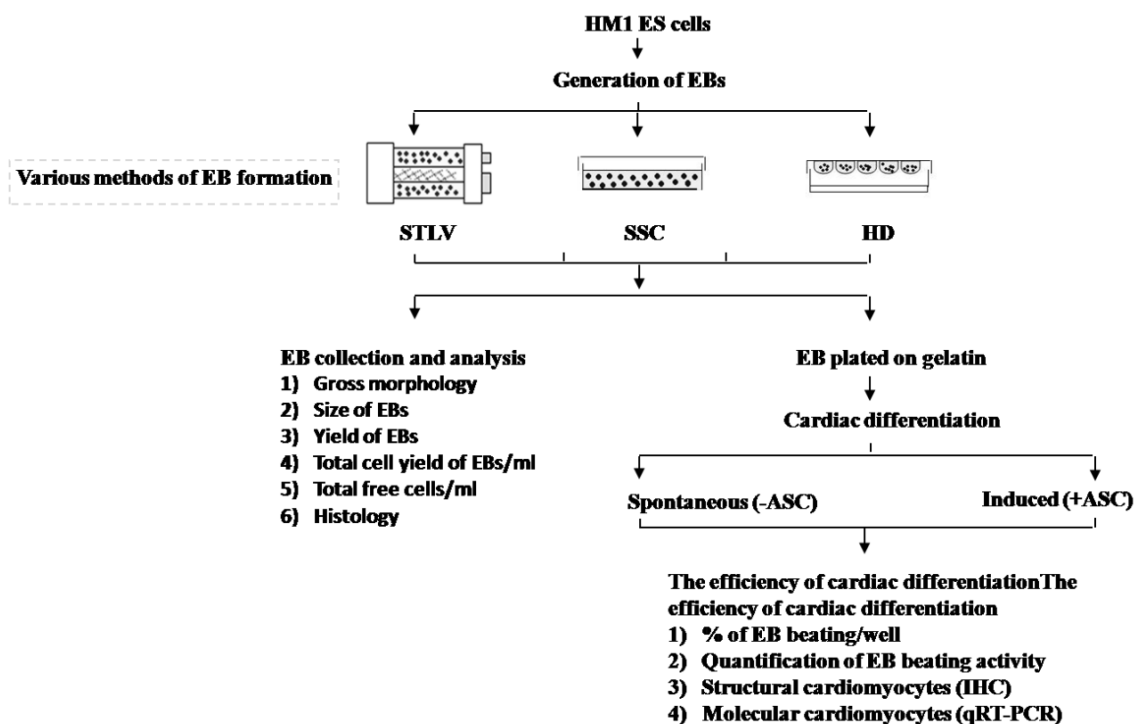 HM1 ES cells
Generation of EBs
Various methods of EB formation
STLV
SSC
HD
EB collection and analysis
1) Gross morphology
2) Size of EBs
3) Yield of EBs
4) Total cell yield of EBs/ml
5) Total free cells/ml
6) Histology
EB plated on gelatin
Cardiac differentiation
Spontaneous (-ASC)
Induced (+ASC)
The efficiency of cardiac differentiationThe
efficiency of cardiac differentiation
1) % of EB beating/well
2) Quantification of EB beating activity
3) Structural cardiomyocytes (IHC)
4) Molecular cardiomyocytes (qRT-PCR)